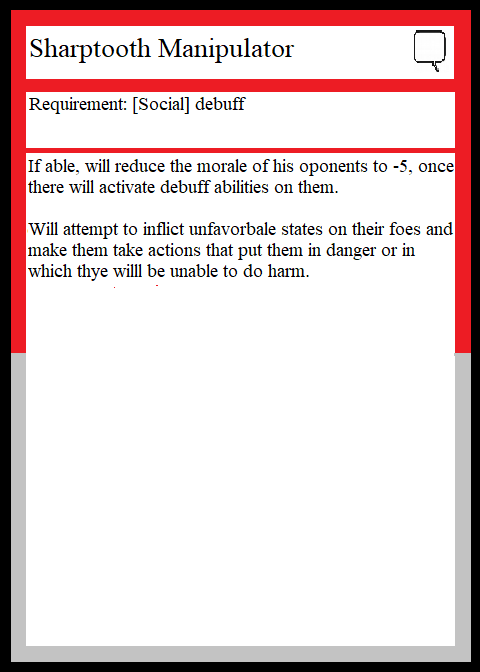 Sharptooth Manipulator
Requirement: [Social] debuff
If able, will reduce the morale of his oponents to -5, once
there will activate debuff abilities on them.
Will attempt to inflict unfavorbale states on their foes and
make them take actions that put them in danger or in
which thye willl be unable to do harm.